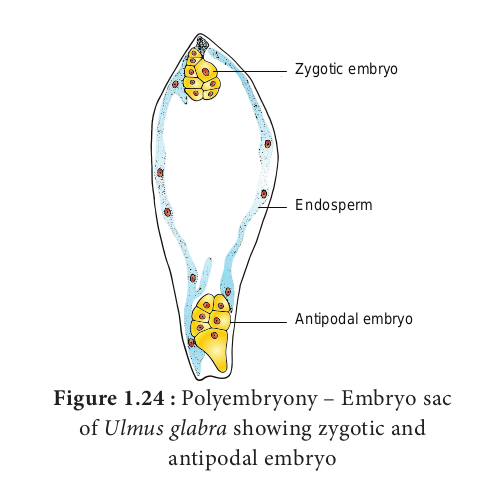 Zygotic embryo
Endosperm
Antipodal embryo
Figure 1.24 : Polyembryony – Embryo sac
of Ulmus glabra showing zygotic and
antipodal embryo